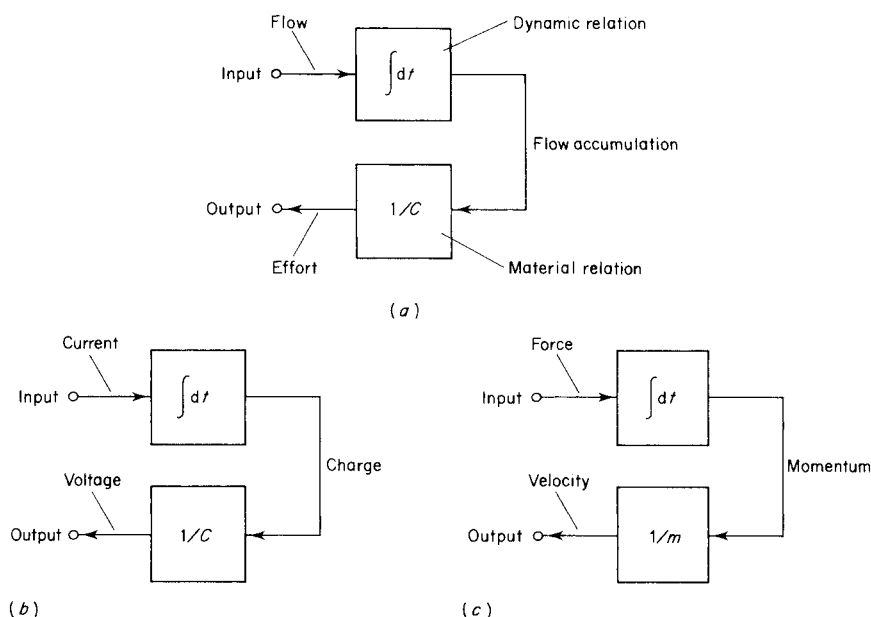 Flow
Dynamic relation
Input
∫dt
Flow accumulation
Output
1/C
Effort
Material relation
(a)
Current
Input
∫dt
Charge
Voltage
Output
1/C
(b)
Force
Input
∫dt
Momentum
Velocity
Output
1/m
(c)